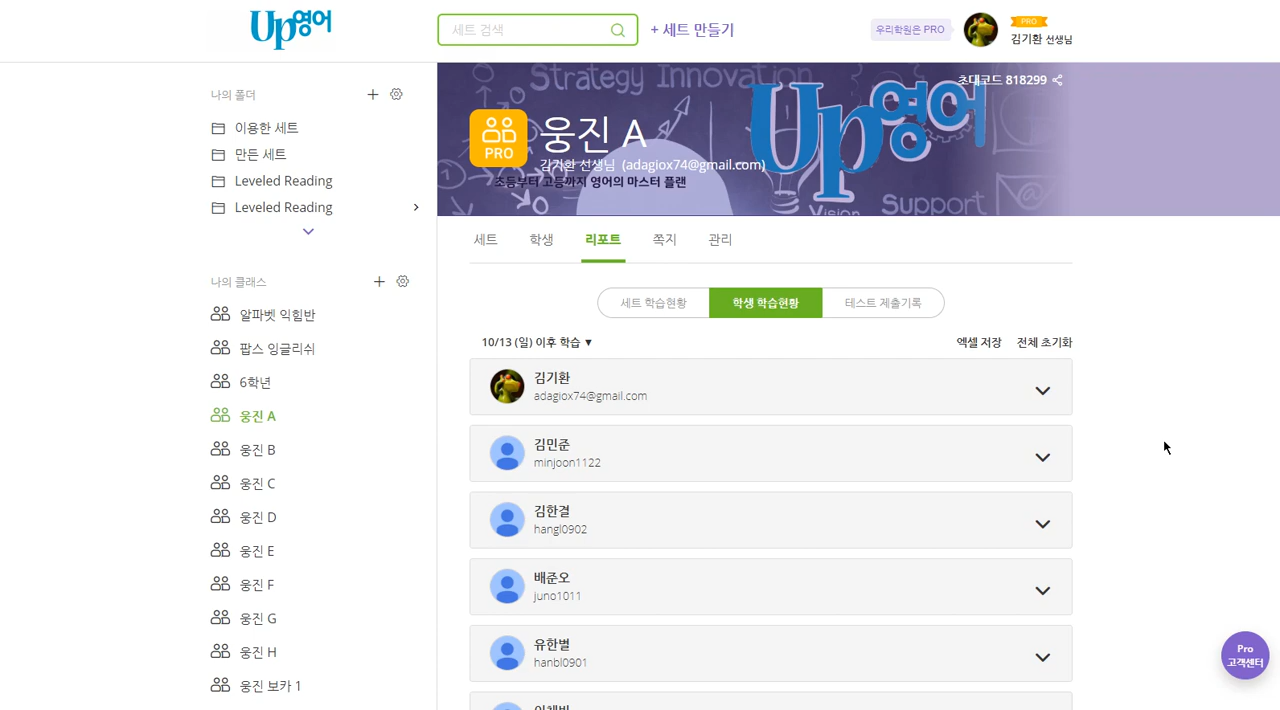 Up영어
세트 검색
+ 세트 만들기
우리학원은 PRO
PRO
김기환 선생님
나의 폴더
이용한 세트
만든 세트
Leveled Reading
Leveled Reading
나의 클래스
알파벳 익힘반
팝스 잉글리쉬
6학년
웅진 A
웅진 B
웅진 C
웅진 D
웅진 E
웅진 F
웅진 G
웅진 H
웅진 보카 1
Strategy Innovation
초대코드 818299
Up영어
PRO
웅진 A
김기환 선생님 (adagiox74@gmail.com)
초등부터 고등까지 영어의 마스터 플랜
Vision
Support
세트 학생 리포트 쪽지 관리
세트 학습현황 학생 학습현황 테스트 제출기록
10/13 (일) 이후 학습 ▼
엑셀 저장 전체 초기화
김기환
adagiox74@gmail.com
김민준
minjoon1122
김한결
hangl0902
배준오
juno1011
유한별
hanbl0901
Pro
고객센터